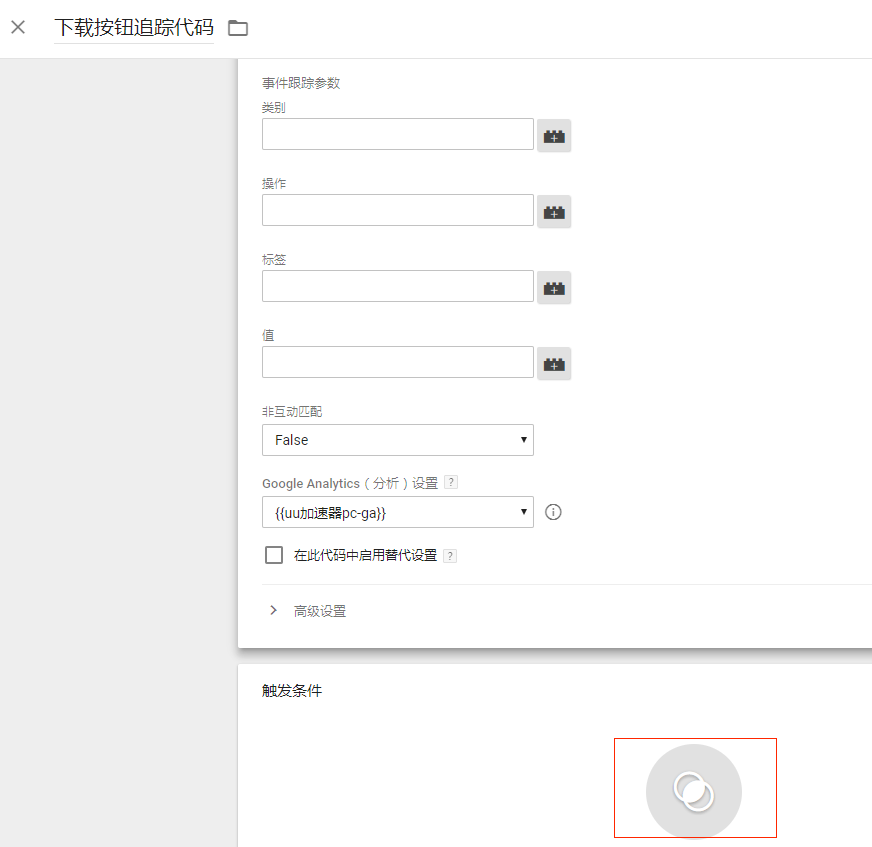 下载按钮追踪代码
事件跟踪参数
类别
操作
标签
值
非互动匹配
False
Google Analytics（分析）设置 ?
{{uu加速器pc-ga}}
在此代码中启用替代设置 ?
高级设置
触发条件